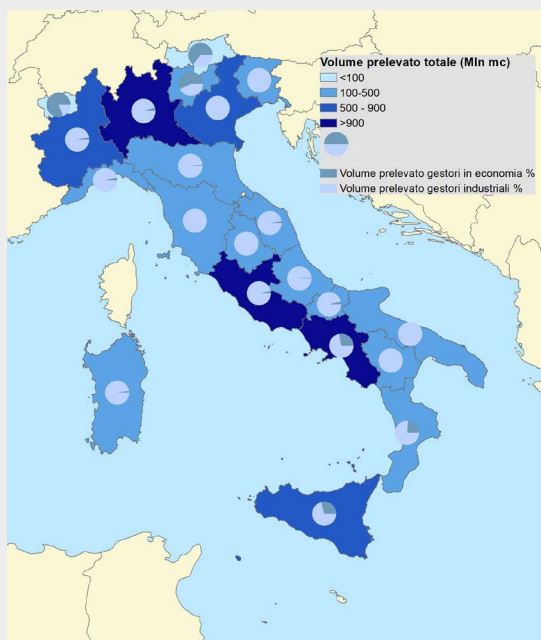 Volume prelevato totale (Mln mc)
<100
100-500
500 - 900
>900
Volume prelevato gestori in economia %
Volume prelevato gestori industriali %